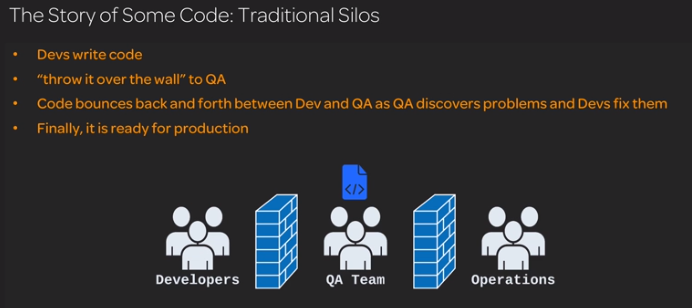 The Story of Some Code: Traditional Silos
• Devs write code
• “throw it over the wall” to QA
• Code bounces back and forth between Dev and QA as QA discovers problems and Devs fix them
• Finally, it is ready for production
</>
Developers QA Team Operations